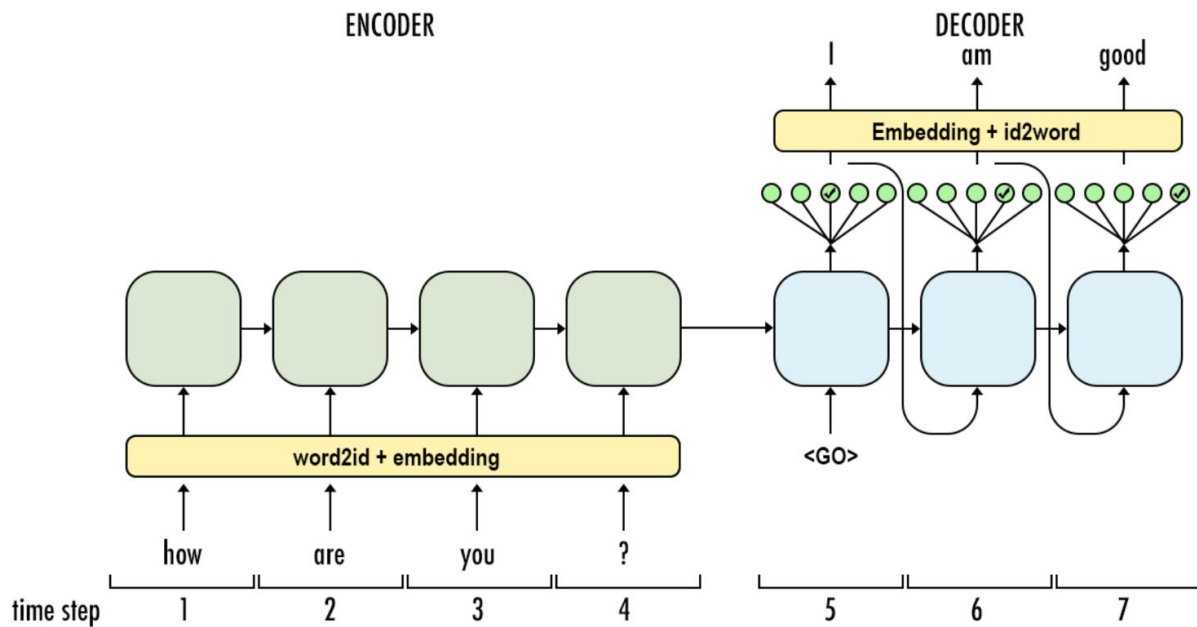 ENCODER
DECODER
I am good
Embedding + id2word
<GO>
word2id + embedding
how are you ?
time step 1 2 3 4 5 6 7